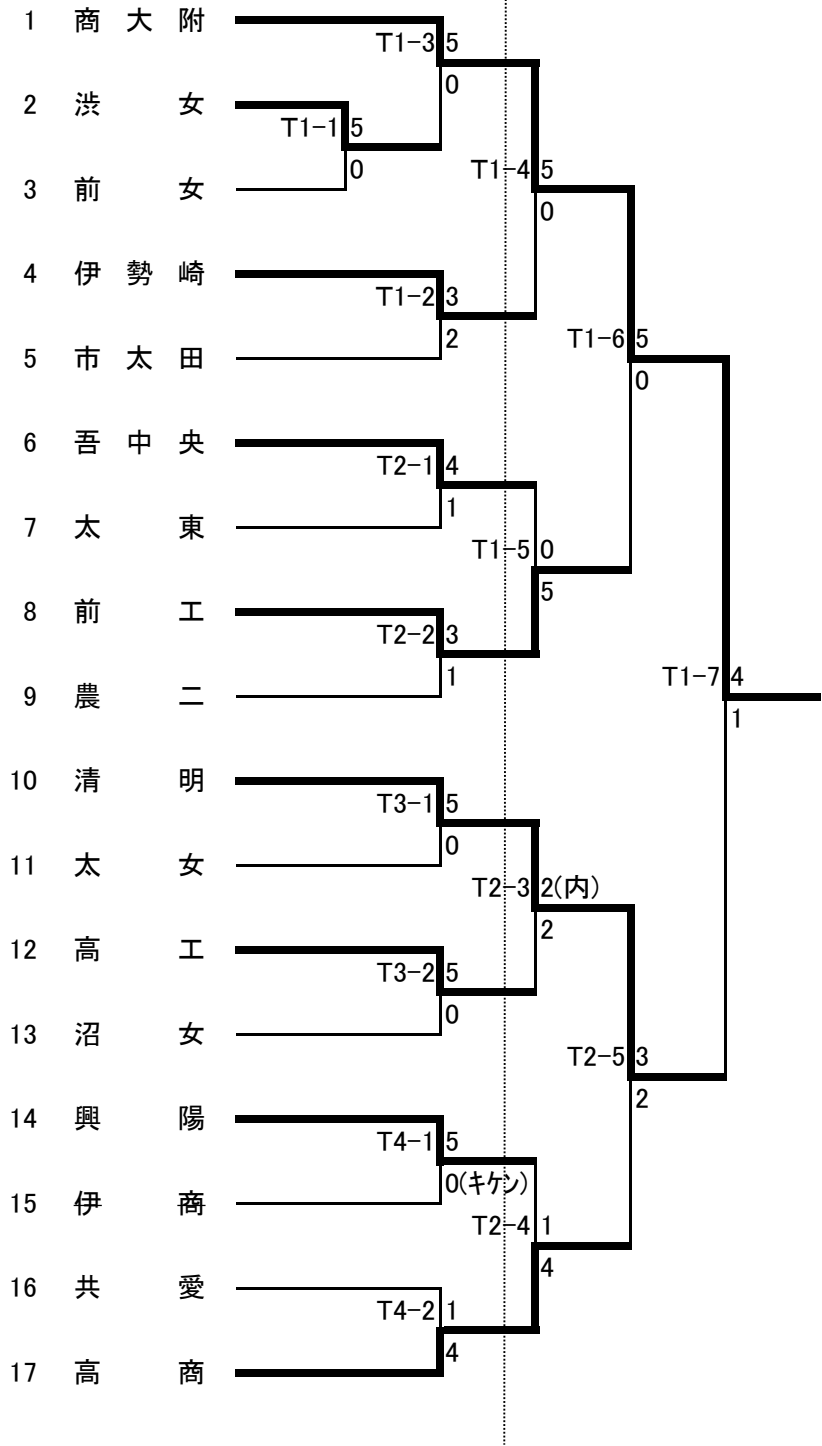 1 商大附
T1-3 5
0
2 渋女
T1-1 5
0
3 前女
T1-4 5
0
4 伊勢崎
T1-2 3
2
5 市太田
T1-6 5
0
6 吾中央
T2-1 4
1
7 太東
T1-5 0
5
8 前工
T2-2 3
1
9 農二
T1-7 4
1
10 清明
T3-1 5
0
11 太女
T2-3 2(内)
2
12 高工
T3-2 5
0
13 沼女
T2-5 3
2
14 興陽
T4-1 5
0(キケン)
15 伊商
T2-4 1
4
16 共愛
T4-2 1
4
17 高商